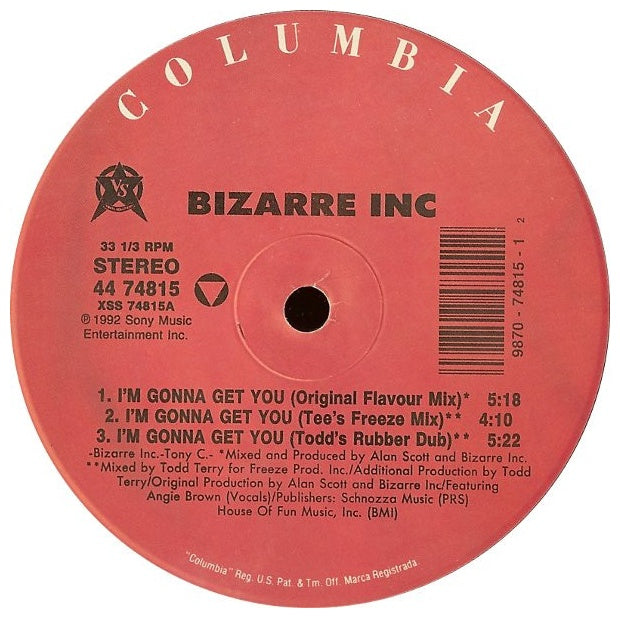 COLUMBIA
VS
BIZARRE INC
33 1/3 RPM
STEREO
44 74815
XSS 74815A
℗ 1992 Sony Music
Entertainment Inc.
9870 - 74815 - 1 2
1. I'M GONNA GET YOU (Original Flavour Mix)* 5:18
2. I'M GONNA GET YOU (Tee's Freeze Mix)** 4:10
3. I'M GONNA GET YOU (Todd's Rubber Dub)** 5:22
-Bizarre Inc.-Tony C.- *Mixed and Produced by Alan Scott and Bizarre Inc.
**Mixed by Todd Terry for Freeze Prod. Inc./Additional Production by Todd
Terry/Original Production by Alan Scott and Bizarre Inc/Featuring
Angie Brown (Vocals)/Publishers: Schnozza Music (PRS)
House Of Fun Music, Inc. (BMI)
"Columbia" Reg. U.S. Pat. & Tm. Off. Marca Registrada.